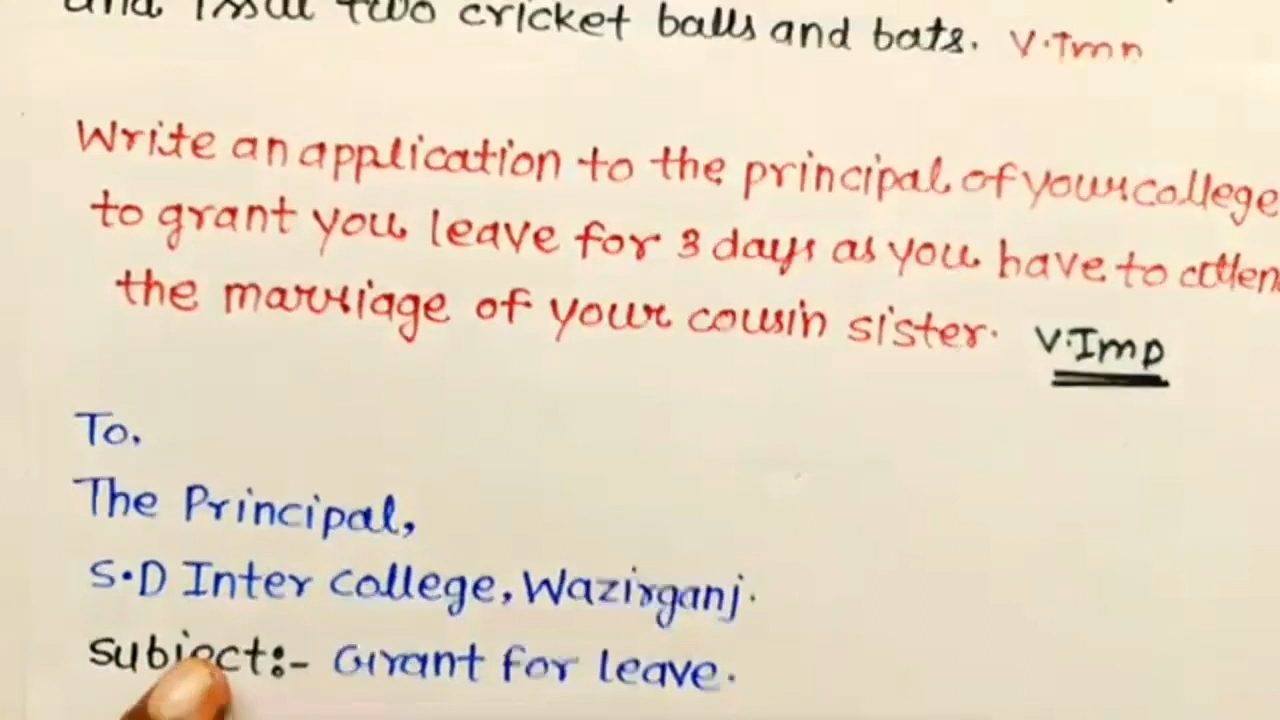 and issue two cricket balls and bats. V.Imp
Write an application to the principal of your college
to grant you leave for 3 days as you have to atten
the marriage of your cousin sister. V.Imp
To,
The Principal,
S.D Inter college, Wazirganj.
Subject:- Grant for leave.